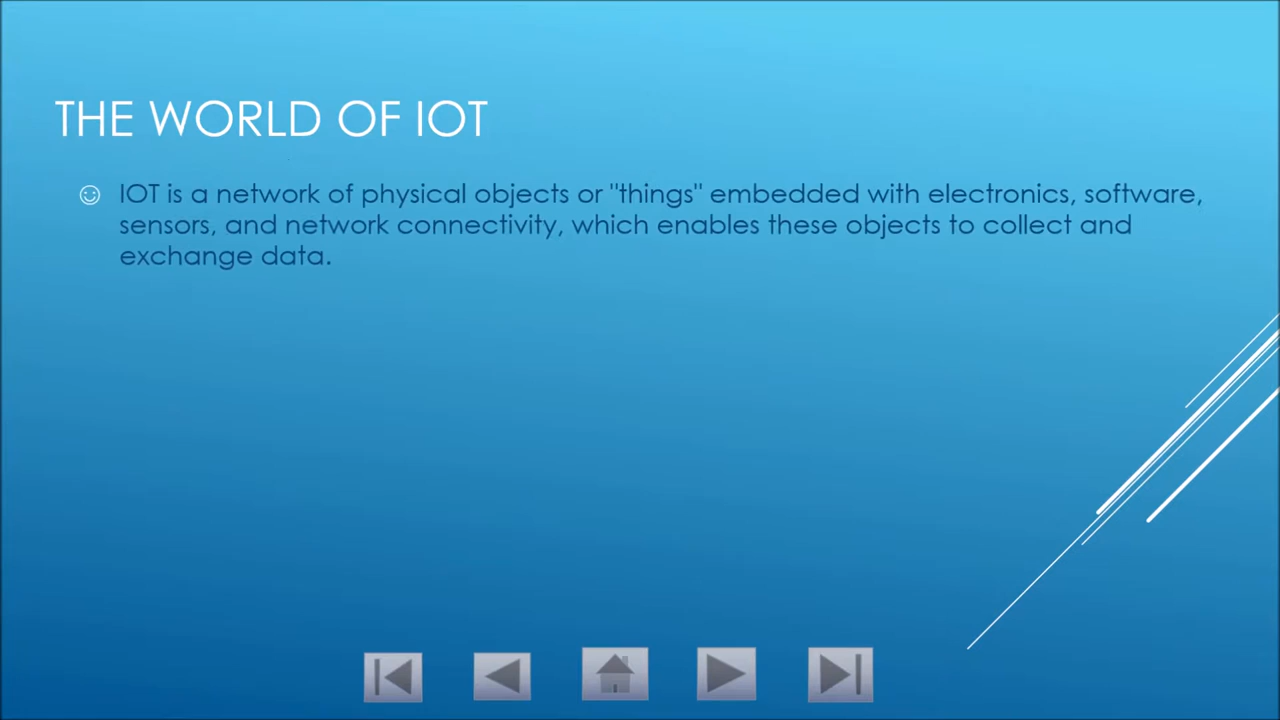 THE WORLD OF IOT
IOT is a network of physical objects or "things" embedded with electronics, software,
sensors, and network connectivity, which enables these objects to collect and
exchange data.